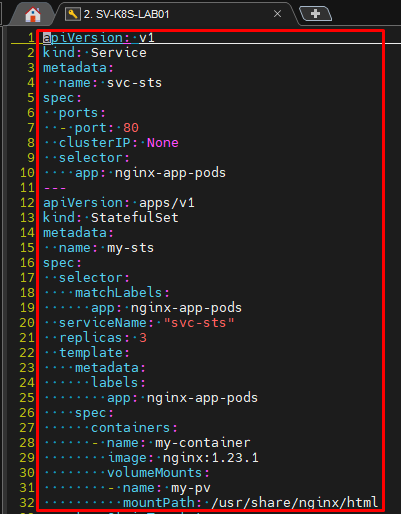 2. SV-K8S-LAB01
1 apiVersion: v1
2 kind: Service
3 metadata:
4   name: svc-sts
5 spec:
6   ports:
7   - port: 80
8   clusterIP: None
9   selector:
10     app: nginx-app-pods
11 ---
12 apiVersion: apps/v1
13 kind: StatefulSet
14 metadata:
15   name: my-sts
16 spec:
17   selector:
18     matchLabels:
19       app: nginx-app-pods
20   serviceName: "svc-sts"
21   replicas: 3
22   template:
23     metadata:
24       labels:
25         app: nginx-app-pods
26     spec:
27       containers:
28       - name: my-container
29         image: nginx:1.23.1
30         volumeMounts:
31         - name: my-pv
32           mountPath: /usr/share/nginx/html